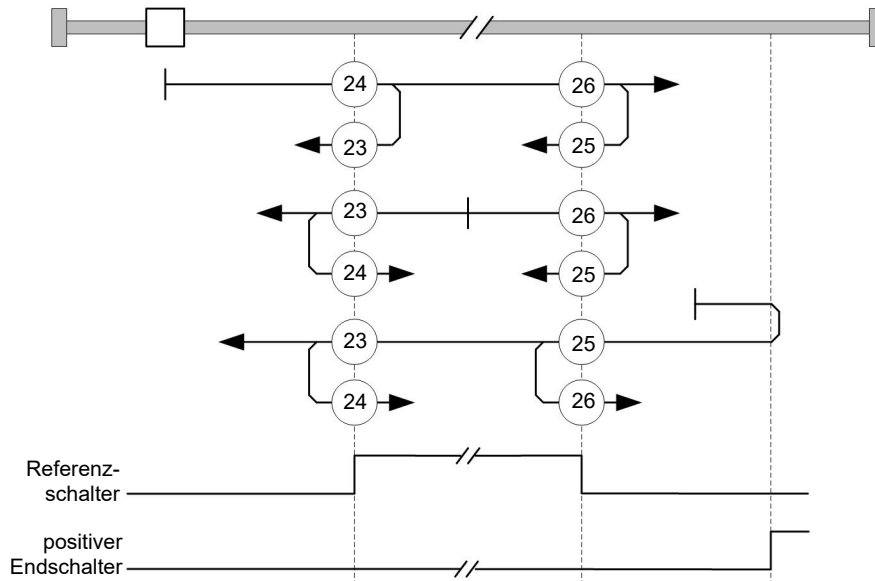 24 26
23 25
23 26
24 25
23 25
24 26
Referenz-
schalter
positiver
Endschalter